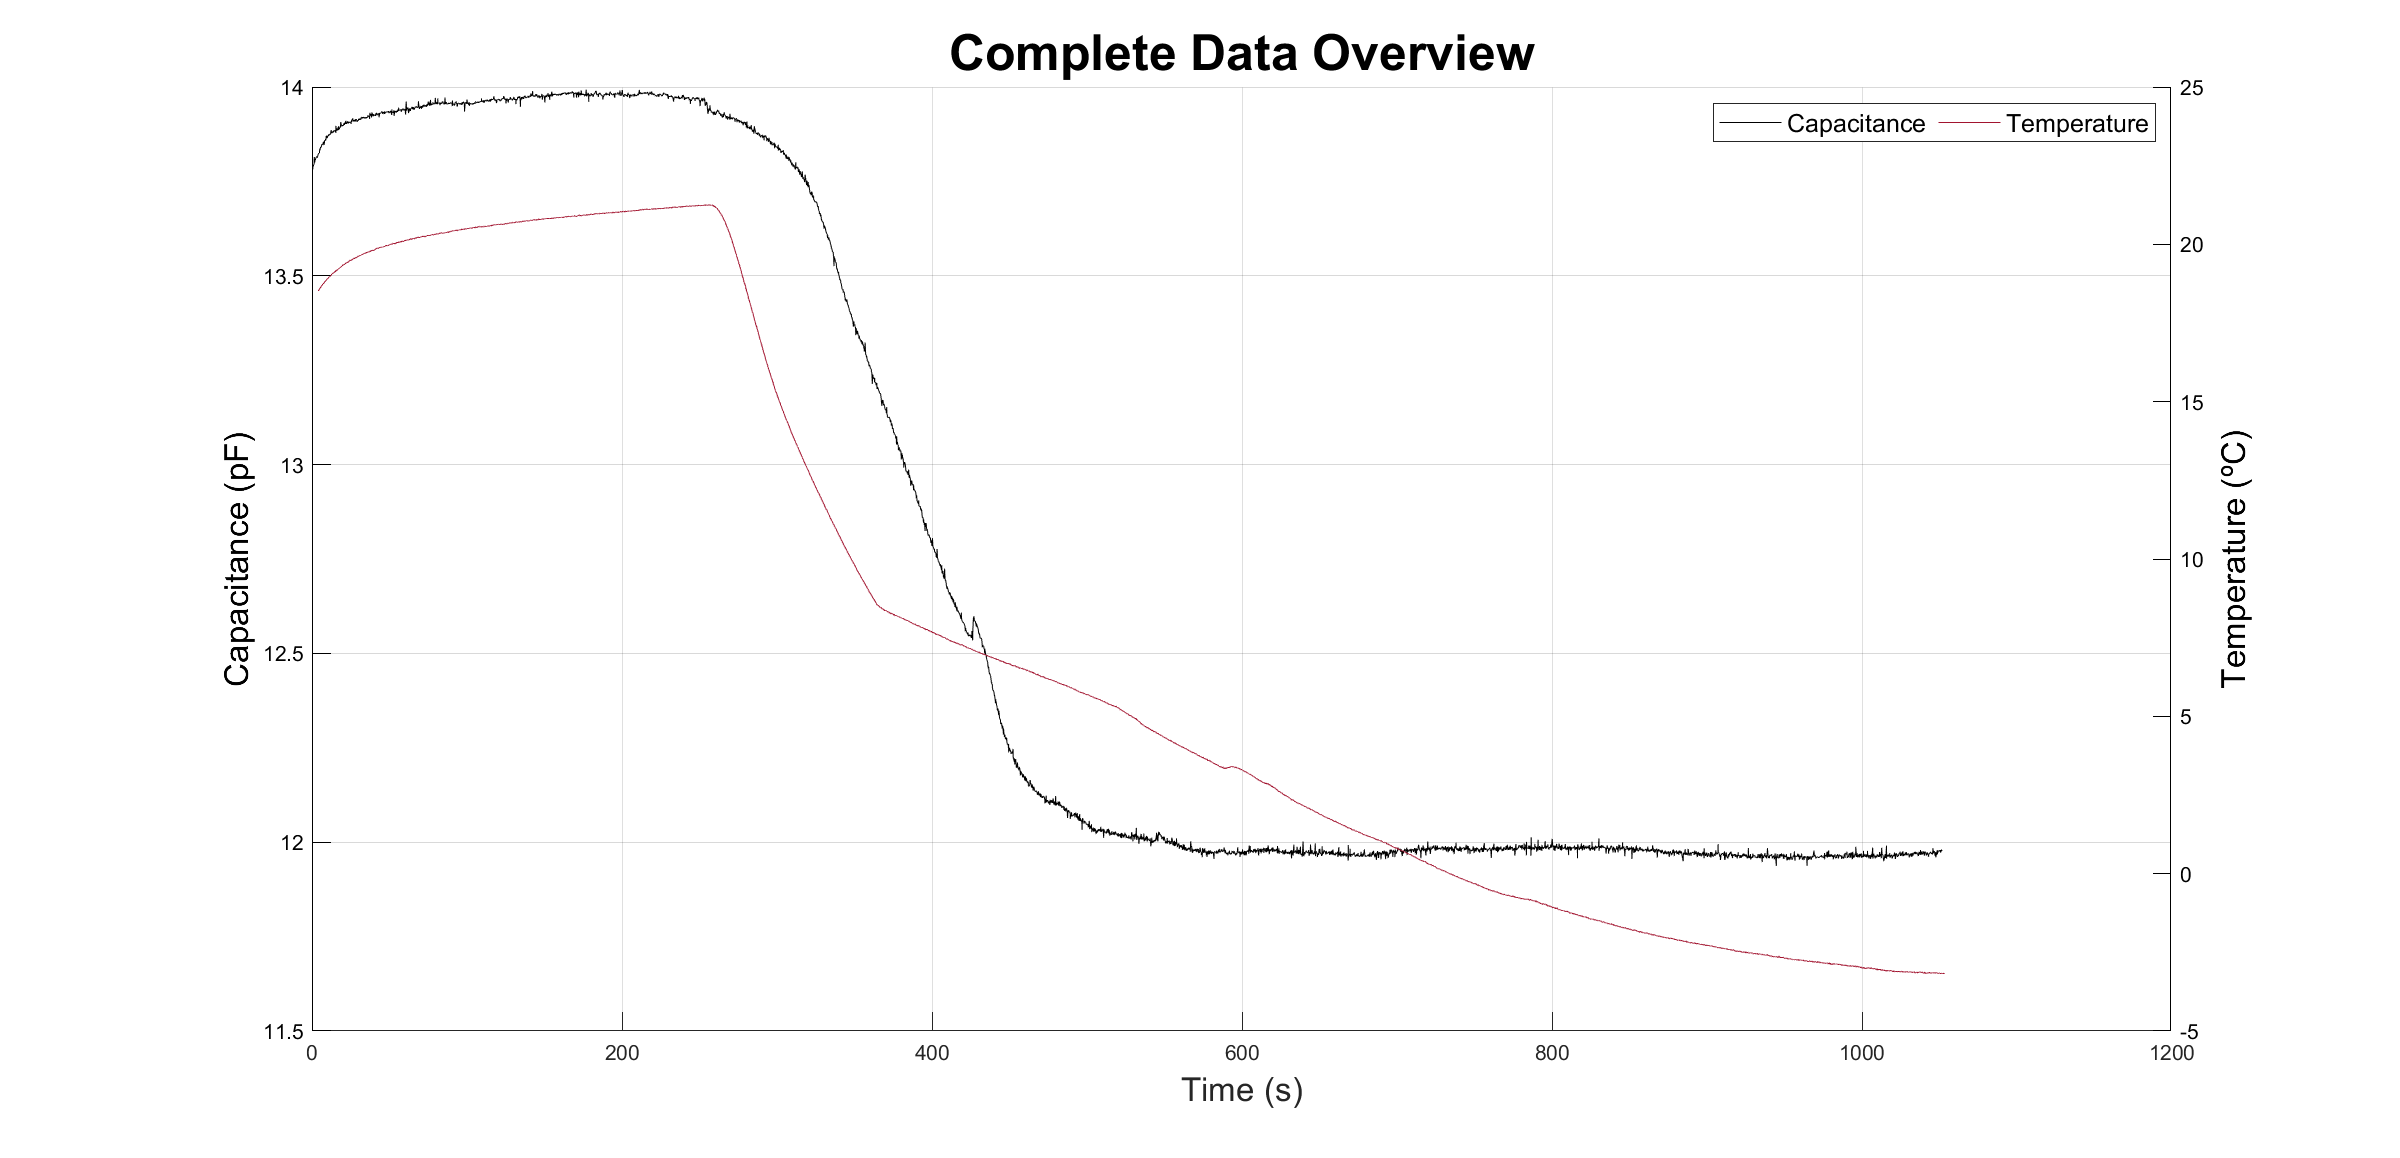 Complete Data Overview
Capacitance Temperature
Capacitance (pF)
14
13.5
13
12.5
12
11.5
25
20
15
10
5
0
-5
Temperature (ºC)
0 200 400 600 800 1000 1200
Time (s)